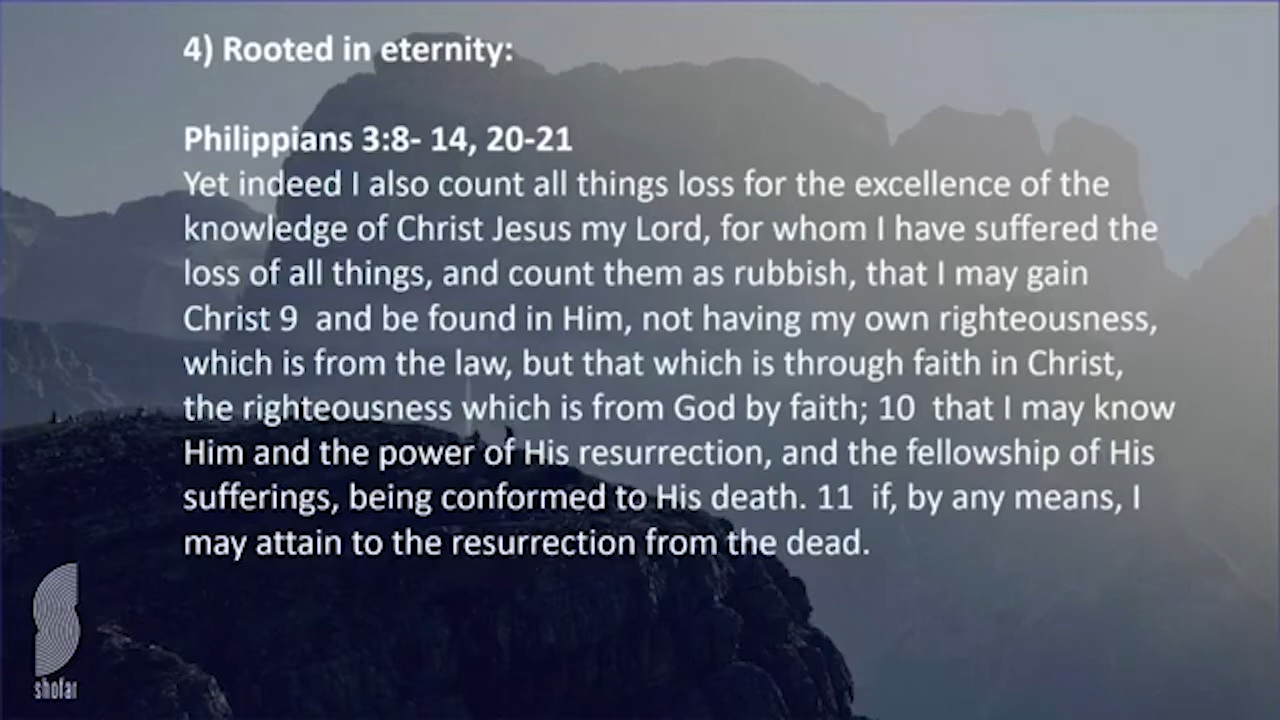 4) Rooted in eternity:
Philippians 3:8- 14, 20-21
Yet indeed I also count all things loss for the excellence of the
knowledge of Christ Jesus my Lord, for whom I have suffered the
loss of all things, and count them as rubbish, that I may gain
Christ 9  and be found in Him, not having my own righteousness,
which is from the law, but that which is through faith in Christ,
the righteousness which is from God by faith; 10  that I may know
Him and the power of His resurrection, and the fellowship of His
sufferings, being conformed to His death. 11  if, by any means, I
may attain to the resurrection from the dead.
shofar